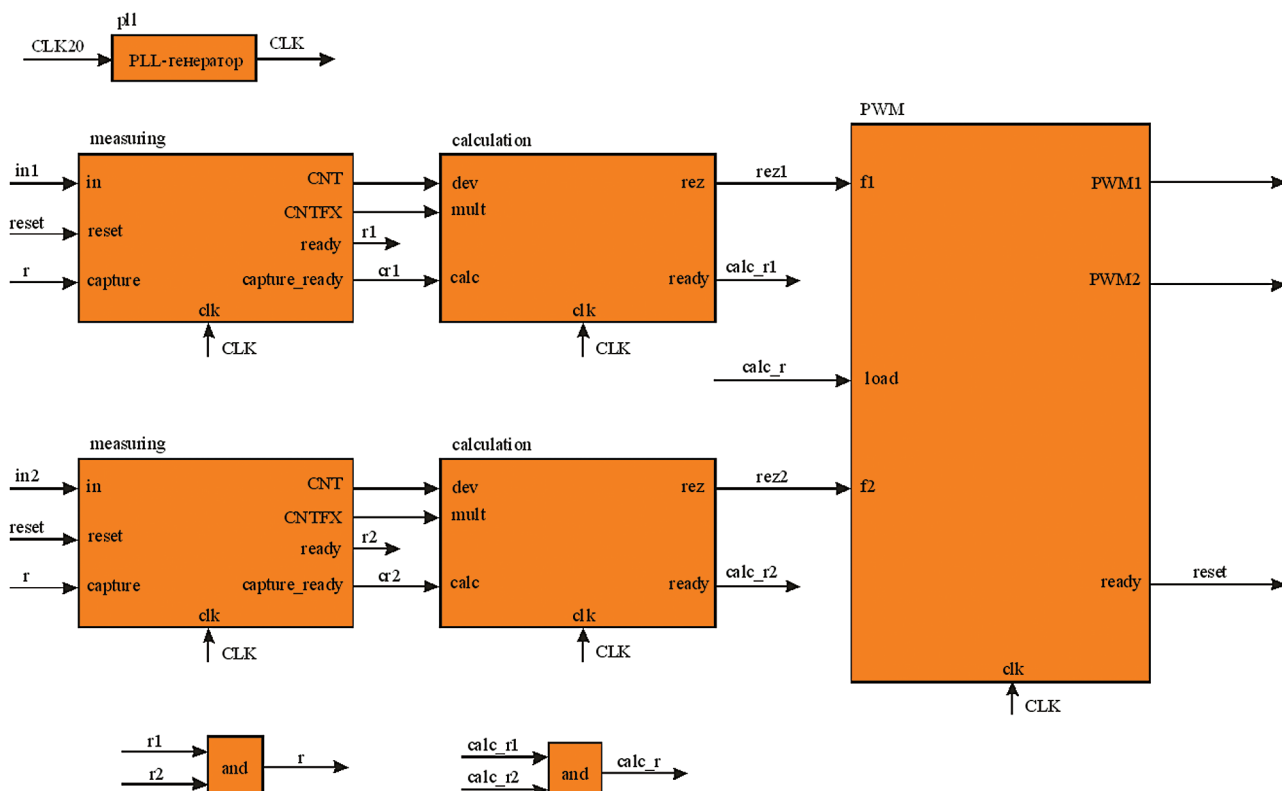 pll
CLK20
PLL-генератор
CLK
PWM
measuring
calculation
in1
in
CNT
dev
rez
rez1
f1
PWM1
CNTFX
mult
reset
reset
ready
r1
r
capture
capture_ready
cr1
calc
ready
calc_r1
PWM2
clk
clk
CLK
CLK
calc_r
load
measuring
calculation
in2
in
CNT
dev
rez
rez2
f2
CNTFX
mult
reset
reset
ready
r2
r
capture
capture_ready
cr2
calc
ready
calc_r2
ready
reset
clk
clk
CLK
CLK
clk
CLK
r1
r2
and
r
calc_r1
calc_r2
and
calc_r